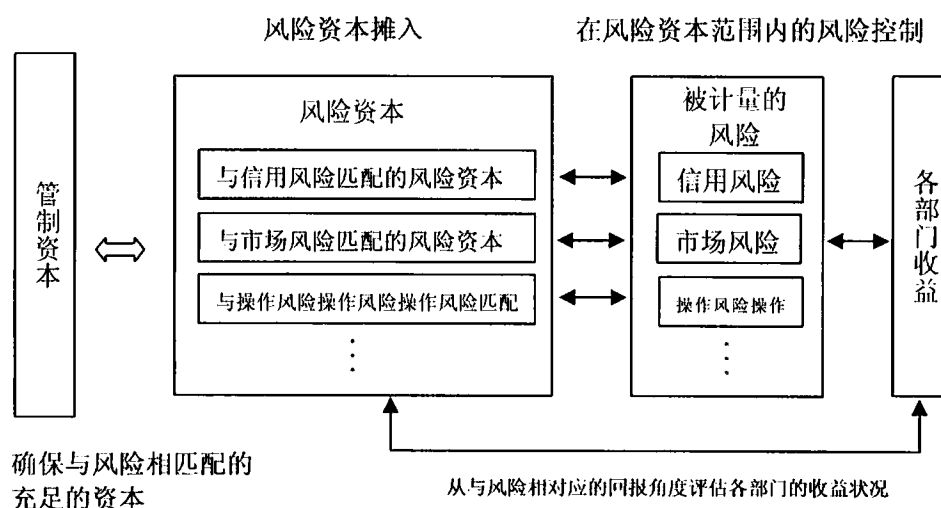 风险资本摊入
在风险资本范围内的风险控制
管制资本
风险资本
与信用风险匹配的风险资本
与市场风险匹配的风险资本
与操作风险操作风险操作风险匹配
被计量的
风险
信用风险
市场风险
操作风险操作
各部门收益
确保与风险相匹配的
充足的资本
从与风险相对应的回报角度评估各部门的收益状况